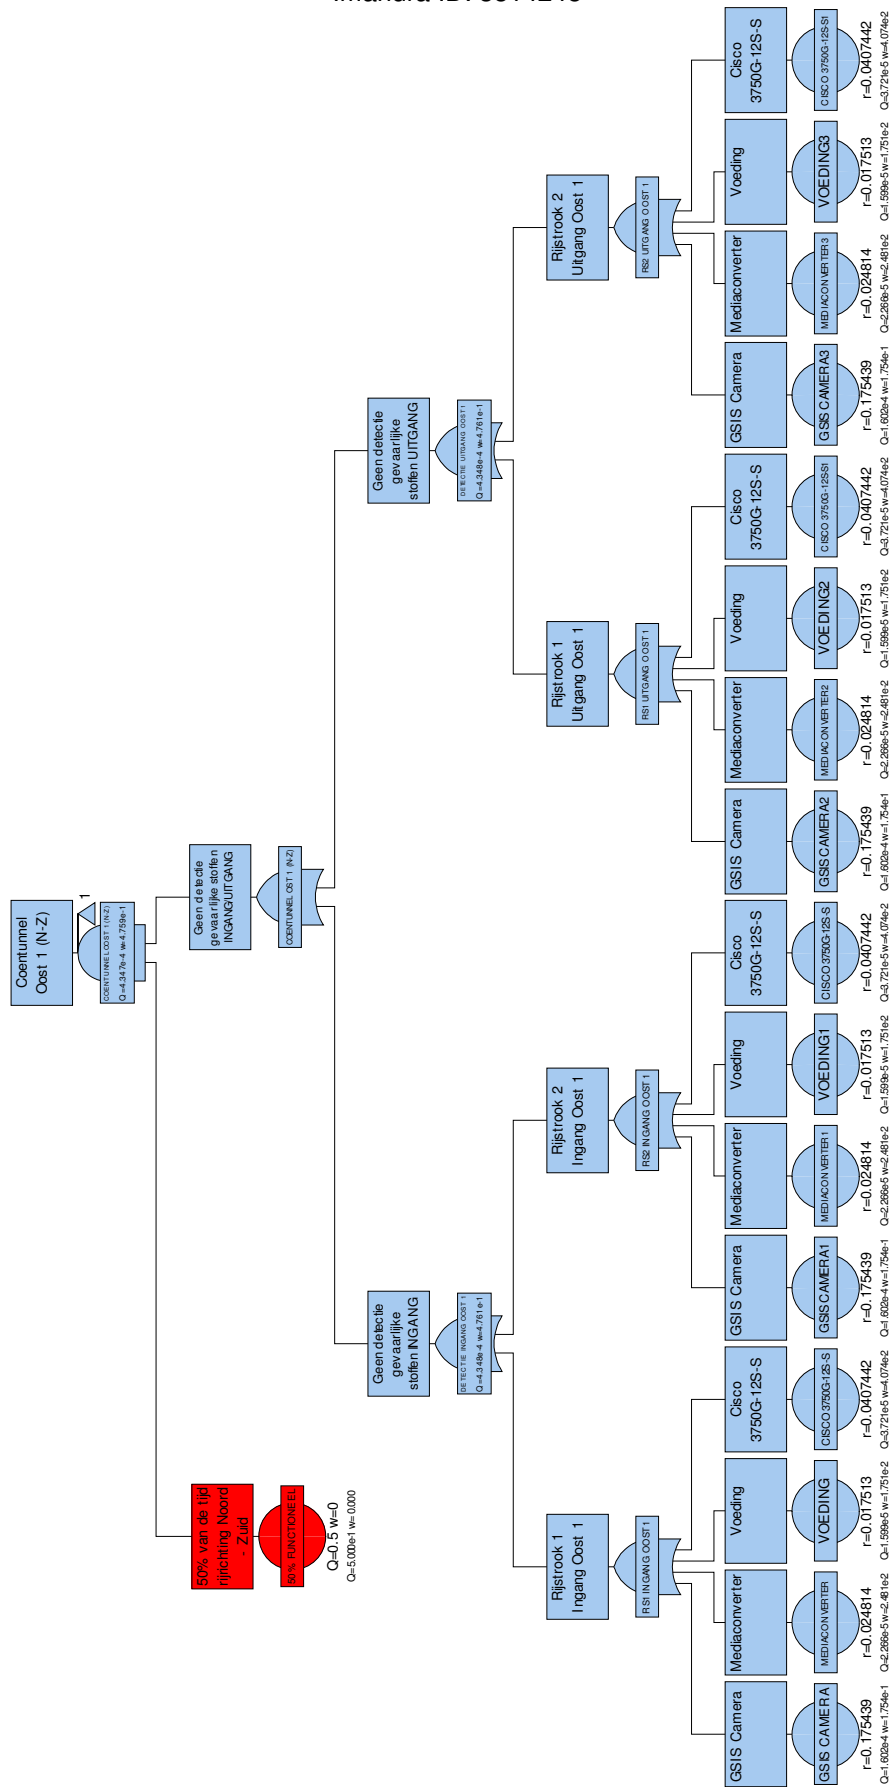 Coentunnel
Oost 1 (N-Z)
COENTUNNEL OOST 1 (N-Z)
Q=4.347e-4 w=4.759e-1
1
50% van de tijd
rijrichting Noord
- Zuid
50% FUNCTIONEEL
Q=0.5 w=0
Q=5.000e-1 w=0.000
Geen detectie
gevaarlijke stoffen
INGANG/UITGANG
COENTUNNEL OST 1 (N-Z)
Geen detectie
gevaarlijke
stoffen INGANG
DETECTIE INGANG OOST 1
Q=4.348e-4 w=4.761e-1
Geen detectie
gevaarlijke
stoffen UITGANG
DETECTIE UITGANG OOST 1
Q=4.348e-4 w=4.761e-1
Rijstrook 1
Ingang Oost 1
RS1 INGANG OOST 1
Rijstrook 2
Ingang Oost 1
RS2 INGANG OOST 1
Rijstrook 1
Uitgang Oost 1
RS1 UITGANG OOST 1
Rijstrook 2
Uitgang Oost 1
RS2 UITGANG OOST 1
GSIS Camera
GSIS CAMERA
r=0.175439
Q=1.602e-4 w=1.754e-1
Mediaconverter
MEDIACONVERTER
r=0.024814
Q=2.266e-5 w=2.481e-2
Voeding
VOEDING
r=0.017513
Q=1.599e-5 w=1.751e-2
Cisco
3750G-12S-S
CISCO 3750G-12S-S
r=0.0407442
Q=3.721e-5 w=4.074e-2
GSIS Camera
GSIS CAMERA1
r=0.175439
Q=1.602e-4 w=1.754e-1
Mediaconverter
MEDIACONVERTER1
r=0.024814
Q=2.266e-5 w=2.481e-2
Voeding
VOEDING1
r=0.017513
Q=1.599e-5 w=1.751e-2
Cisco
3750G-12S-S
CISCO 3750G-12S-S
r=0.0407442
Q=3.721e-5 w=4.074e-2
GSIS Camera
GSIS CAMERA2
r=0.175439
Q=1.602e-4 w=1.754e-1
Mediaconverter
MEDIACONVERTER2
r=0.024814
Q=2.266e-5 w=2.481e-2
Voeding
VOEDING2
r=0.017513
Q=1.599e-5 w=1.751e-2
Cisco
3750G-12S-S
CISCO 3750G-12S-S1
r=0.0407442
Q=3.721e-5 w=4.074e-2
GSIS Camera
GSIS CAMERA3
r=0.175439
Q=1.602e-4 w=1.754e-1
Mediaconverter
MEDIACONVERTER3
r=0.024814
Q=2.266e-5 w=2.481e-2
Voeding
VOEDING3
r=0.017513
Q=1.599e-5 w=1.751e-2
Cisco
3750G-12S-S
CISCO 3750G-12S-S1
r=0.0407442
Q=3.721e-5 w=4.074e-2